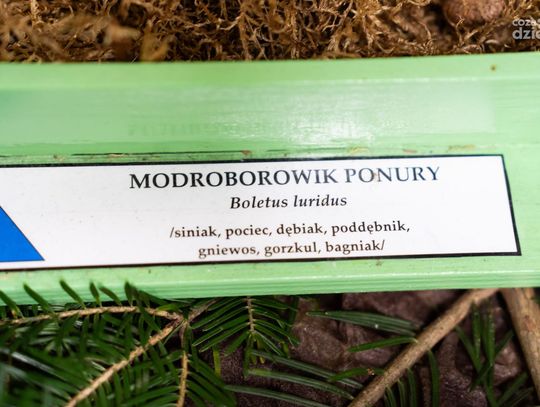 MODROBOROWIK PONURY
Boletus luridus
/siniak, pociec, dębiak, poddębnik,
gniewos, gorzkul, bagniak/